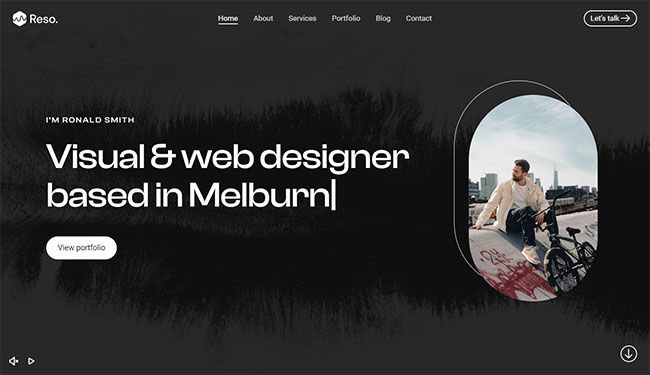 Reso.
Home About Services Portfolio Blog Contact
Let's talk
I'M RONALD SMITH
Visual & web designer
based in Melburn|
View portfolio